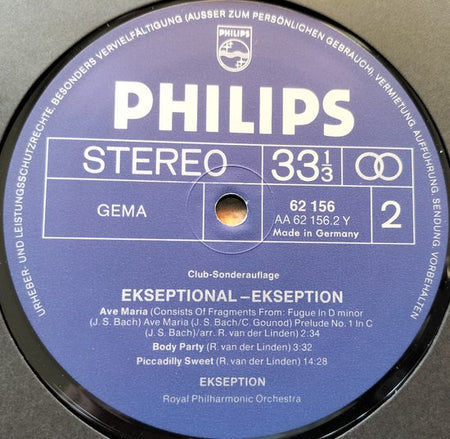 URHEBER- UND LEISTUNGSSCHUTZRECHTE, BESONDERS VERVIELFÄLTIGUNG (AUSSER ZUM PERSÖNLICHEN GEBRAUCH), VERMIETUNG, AUFFÜHRUNG, SENDUNG VORBEHALTEN
PHILIPS
PHILIPS
STEREO
33 1/3
GEMA
62 156
AA 62 156.2 Y
Made in Germany
2
Club-Sonderauflage
EKSEPTIONAL – EKSEPTION
Ave Maria (Consists Of Fragments From: Fugue In D minor
(J. S. Bach) Ave Maria (J. S. Bach/C. Gounod) Prelude No. 1 In C
(J. S. Bach)/arr. R. van der Linden) 2:34
Body Party (R. van der Linden) 3:32
Piccadilly Sweet (R. van der Linden) 14:28
EKSEPTION
Royal Philharmonic Orchestra